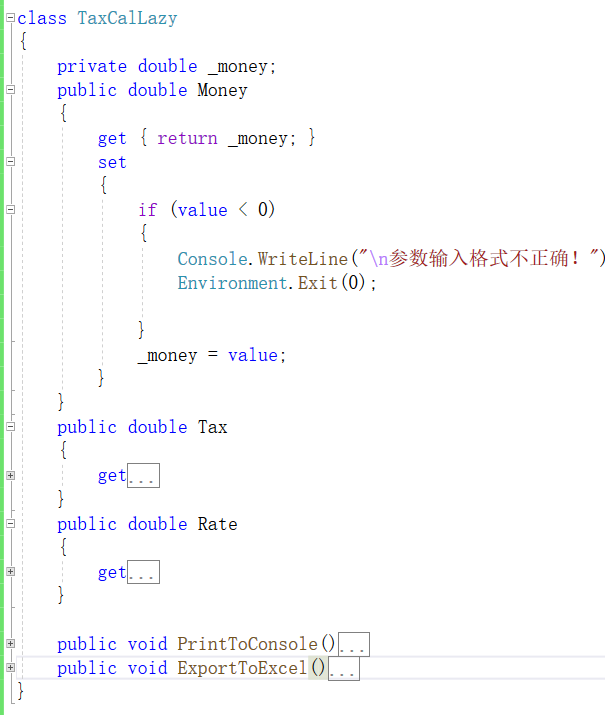 class TaxCalLazy
{
    private double _money;
    public double Money
    {
        get { return _money; }
        set
        {
            if (value < 0)
            {
                Console.WriteLine("\n参数输入格式不正确！")
                Environment.Exit(0);
            }
            _money = value;
        }
    }
    public double Tax
    {
        get...
    }
    public double Rate
    {
        get...
    }
    public void PrintToConsole()...
    public void ExportToExcel()...
}